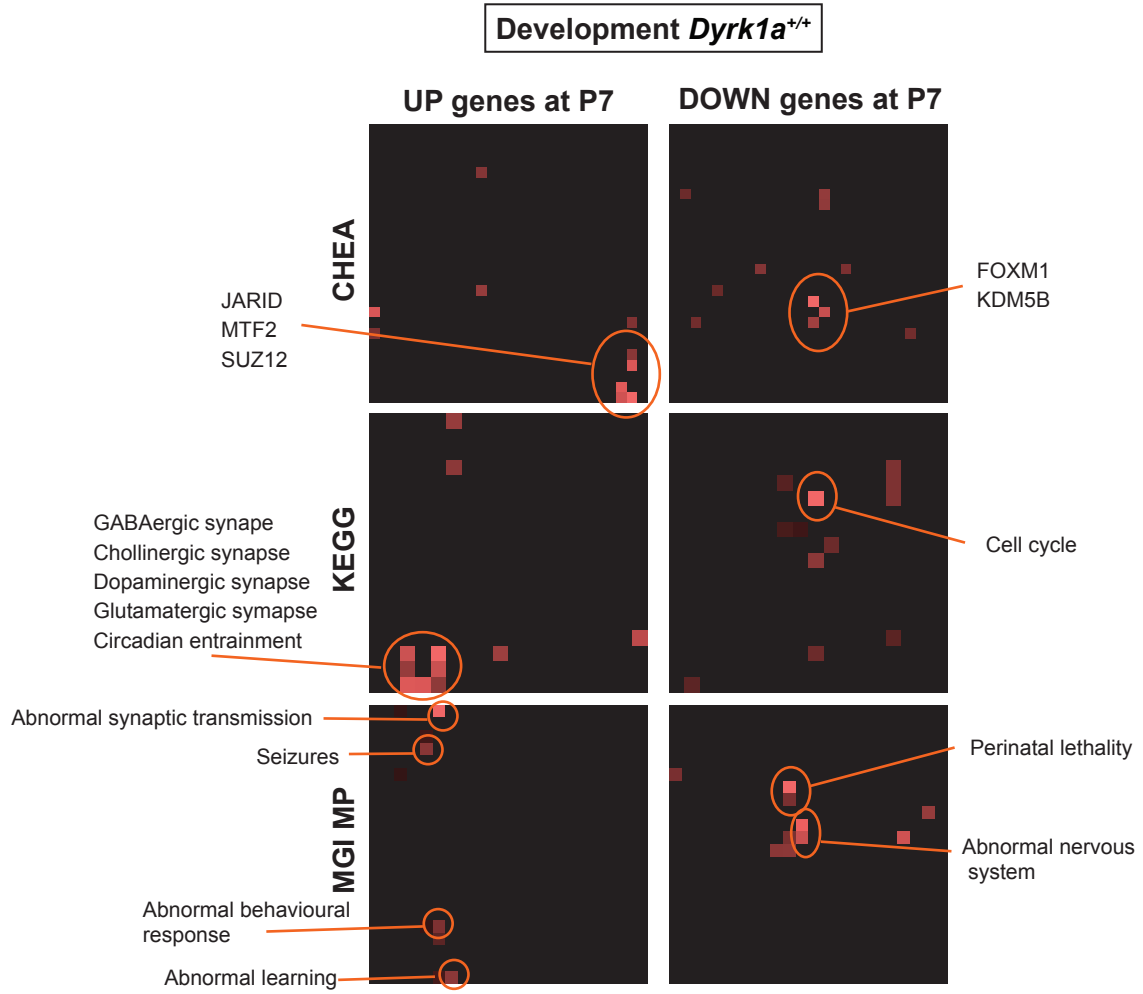 Development Dyrk1a+/+
UP genes at P7
DOWN genes at P7
CHEA
JARID
MTF2
SUZ12
FOXM1
KDM5B
KEGG
GABAergic synape
Chollinergic synapse
Dopaminergic synapse
Glutamatergic symapse
Circadian entrainment
Cell cycle
MGI MP
Abnormal synaptic transmission
Seizures
Abnormal behavioural
response
Abnormal learning
Perinatal lethality
Abnormal nervous
system